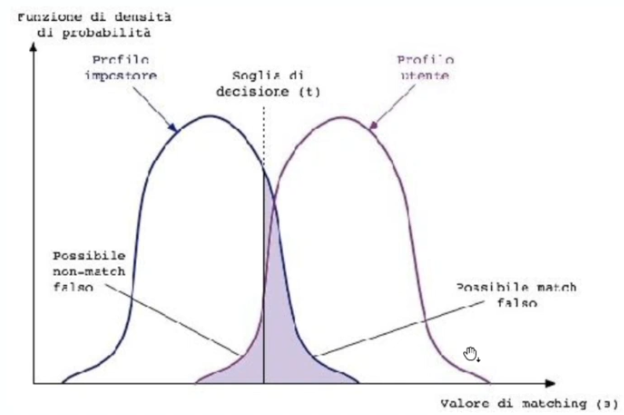 Funzione di densità
di probabilità
Profilo
impostore
Soglia di
decisione (t)
Profilo
utente
Possibile
non-match
falso
Possibile match
falso
Valore di matching (s)